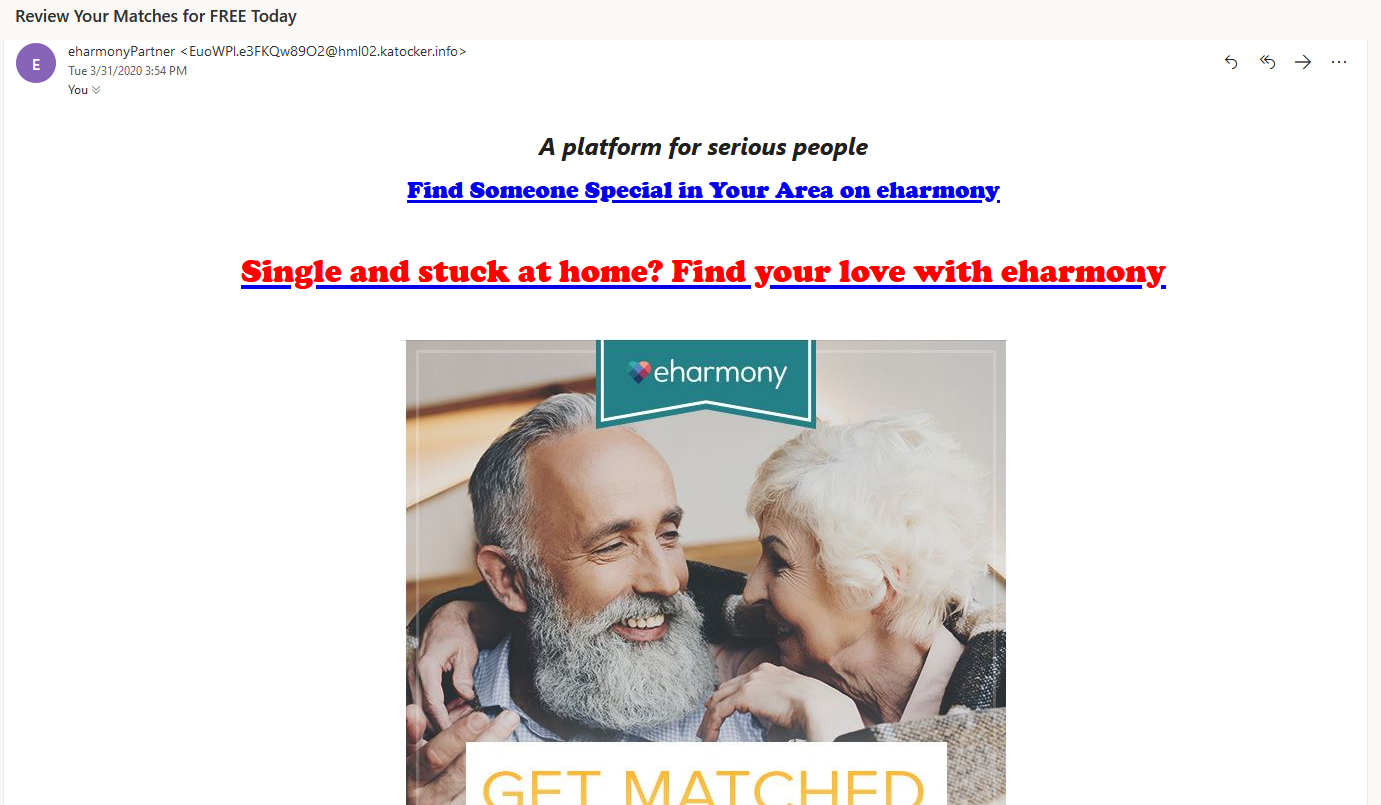 Review Your Matches for FREE Today
E
eharmonyPartner <EuoWPl.e3FKQw89O2@hml02.katocker.info>
Tue 3/31/2020 3:54 PM
You
A platform for serious people
Find Someone Special in Your Area on eharmony
Single and stuck at home? Find your love with eharmony
eharmony
GET MATCHED